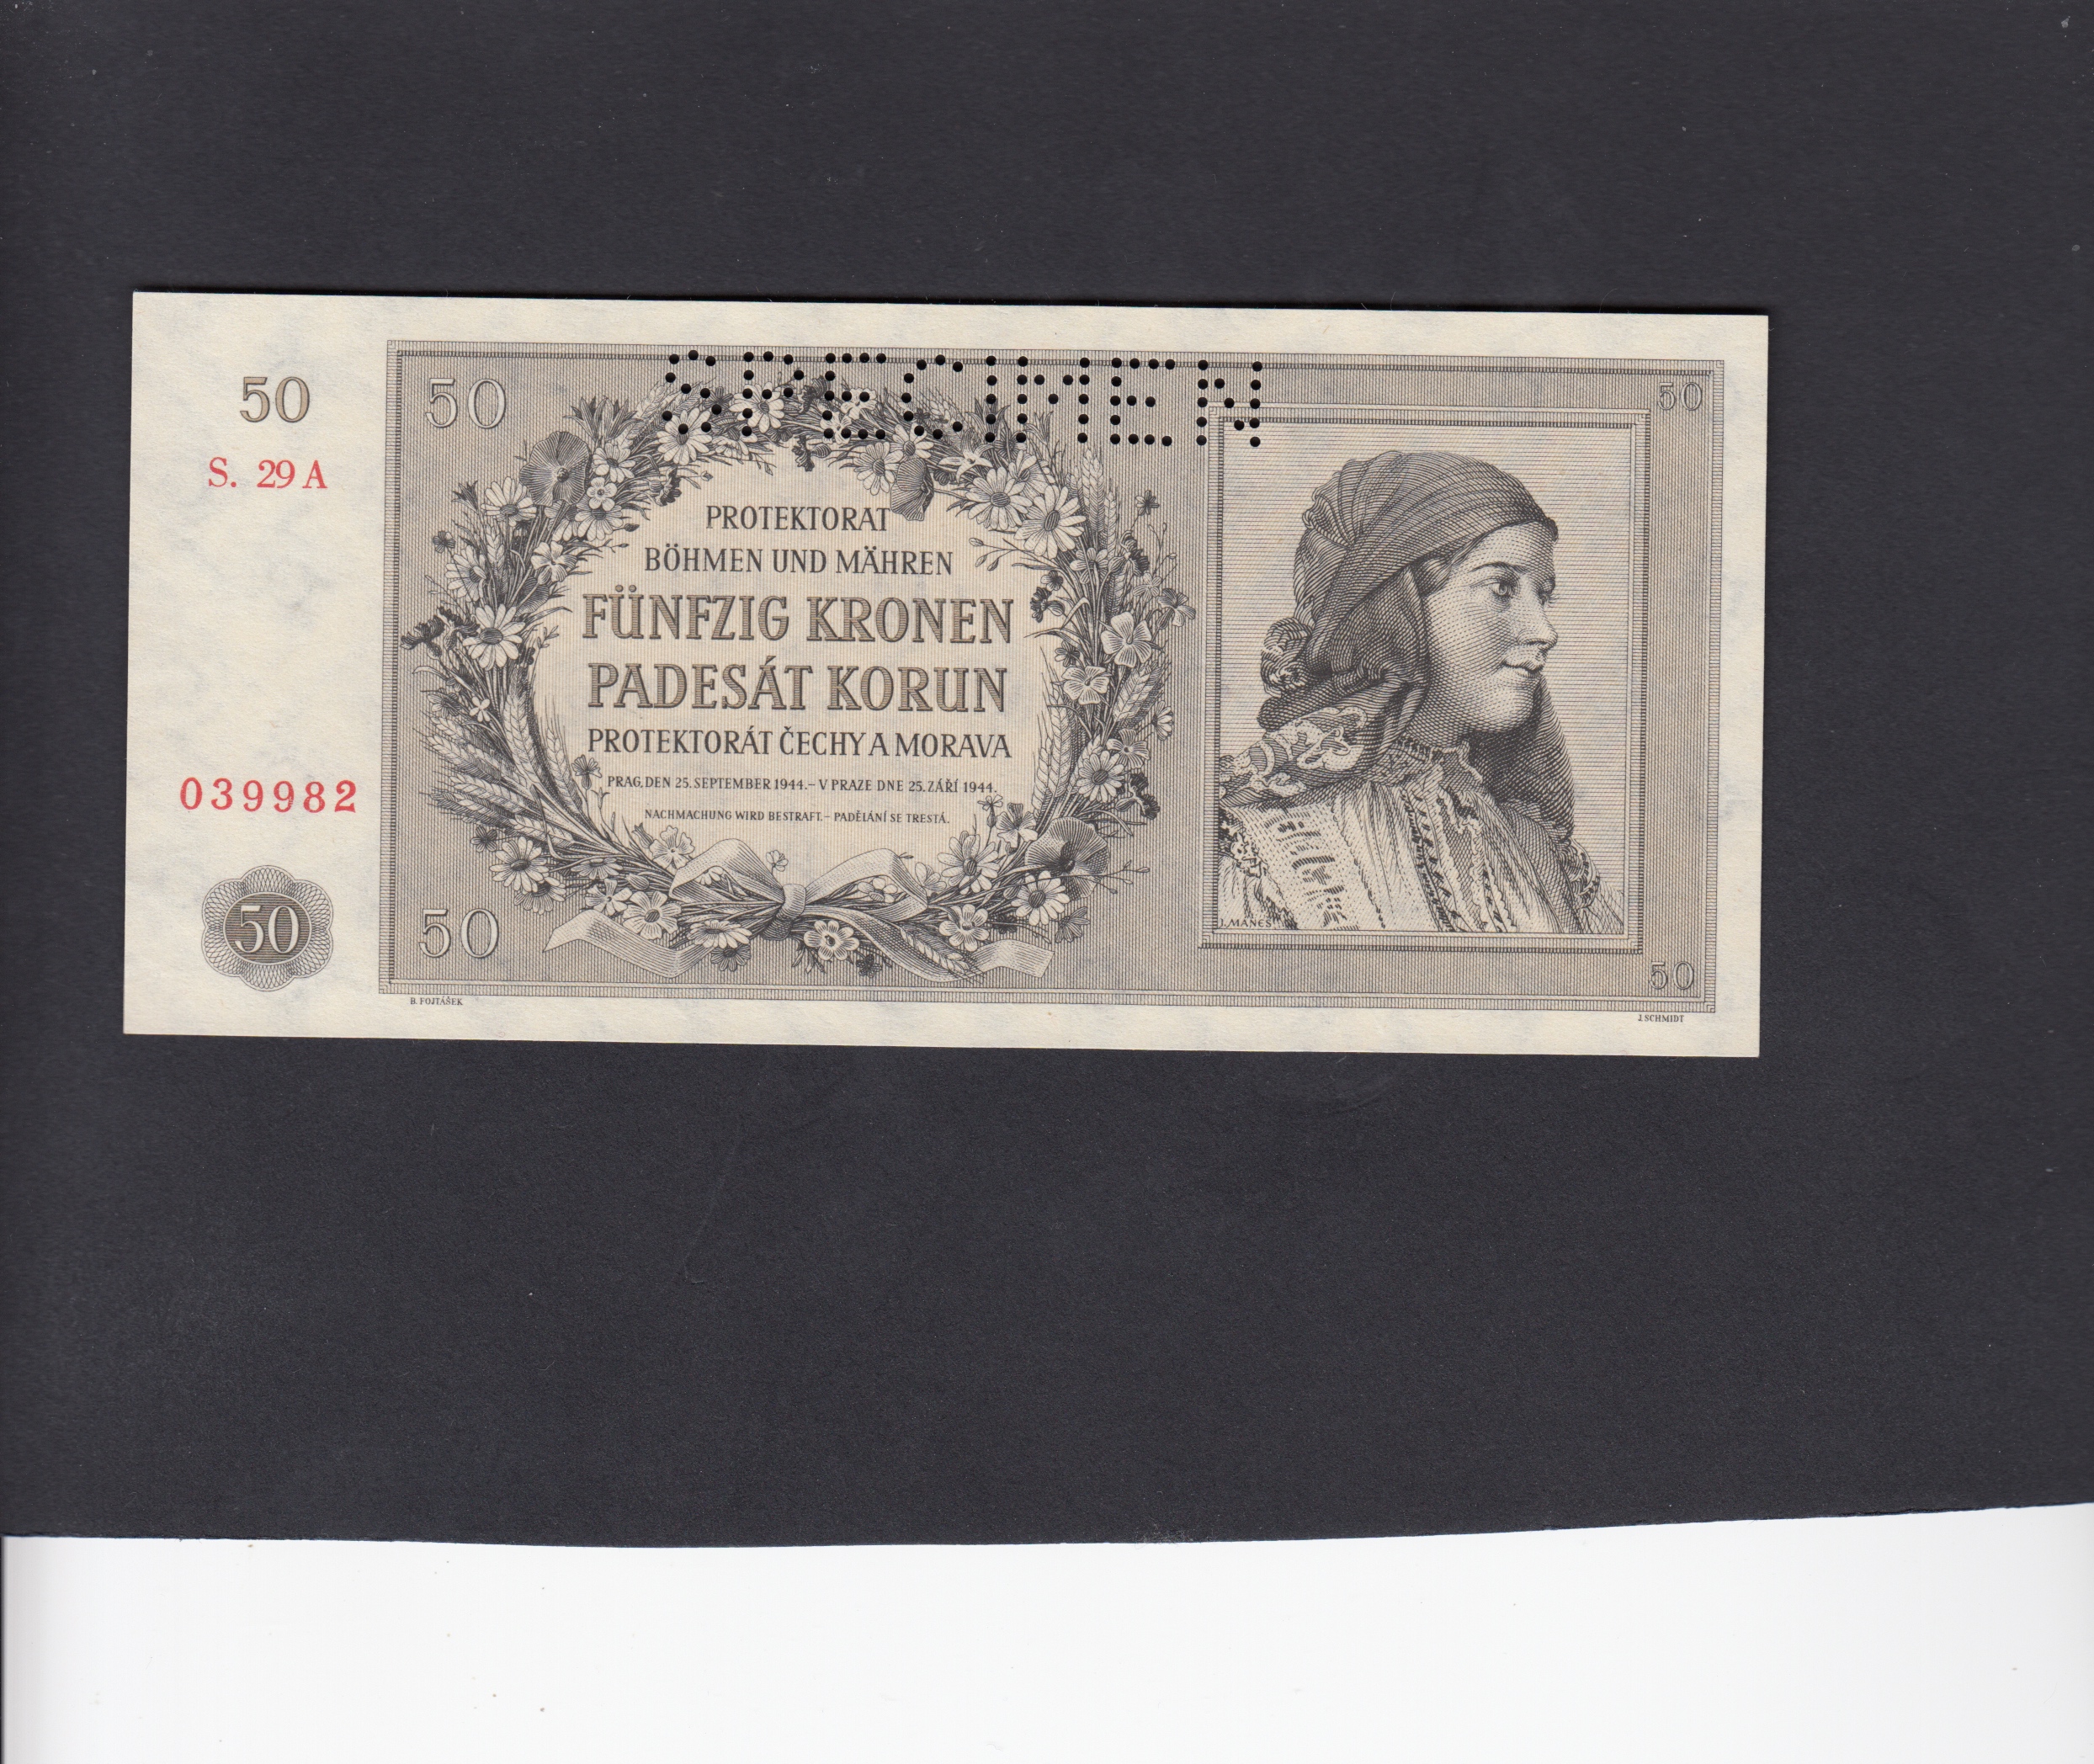 SPECIMEN
50
50
50
S. 29 A
PROTEKTORAT
BÖHMEN UND MÄHREN
FÜNFZIG KRONEN
PADESÁT KORUN
PROTEKTORÁT ČECHY A MORAVA
PRAG, DEN 25. SEPTEMBER 1944. – V PRAZE DNE 25. ZÁŘÍ 1944.
NACHMACHUNG WIRD BESTRAFT. – PADĚLÁNÍ SE TRESTÁ.
039982
50
50
J. MÁNES
50
B. FOJTÁŠEK
J. SCHMIDT